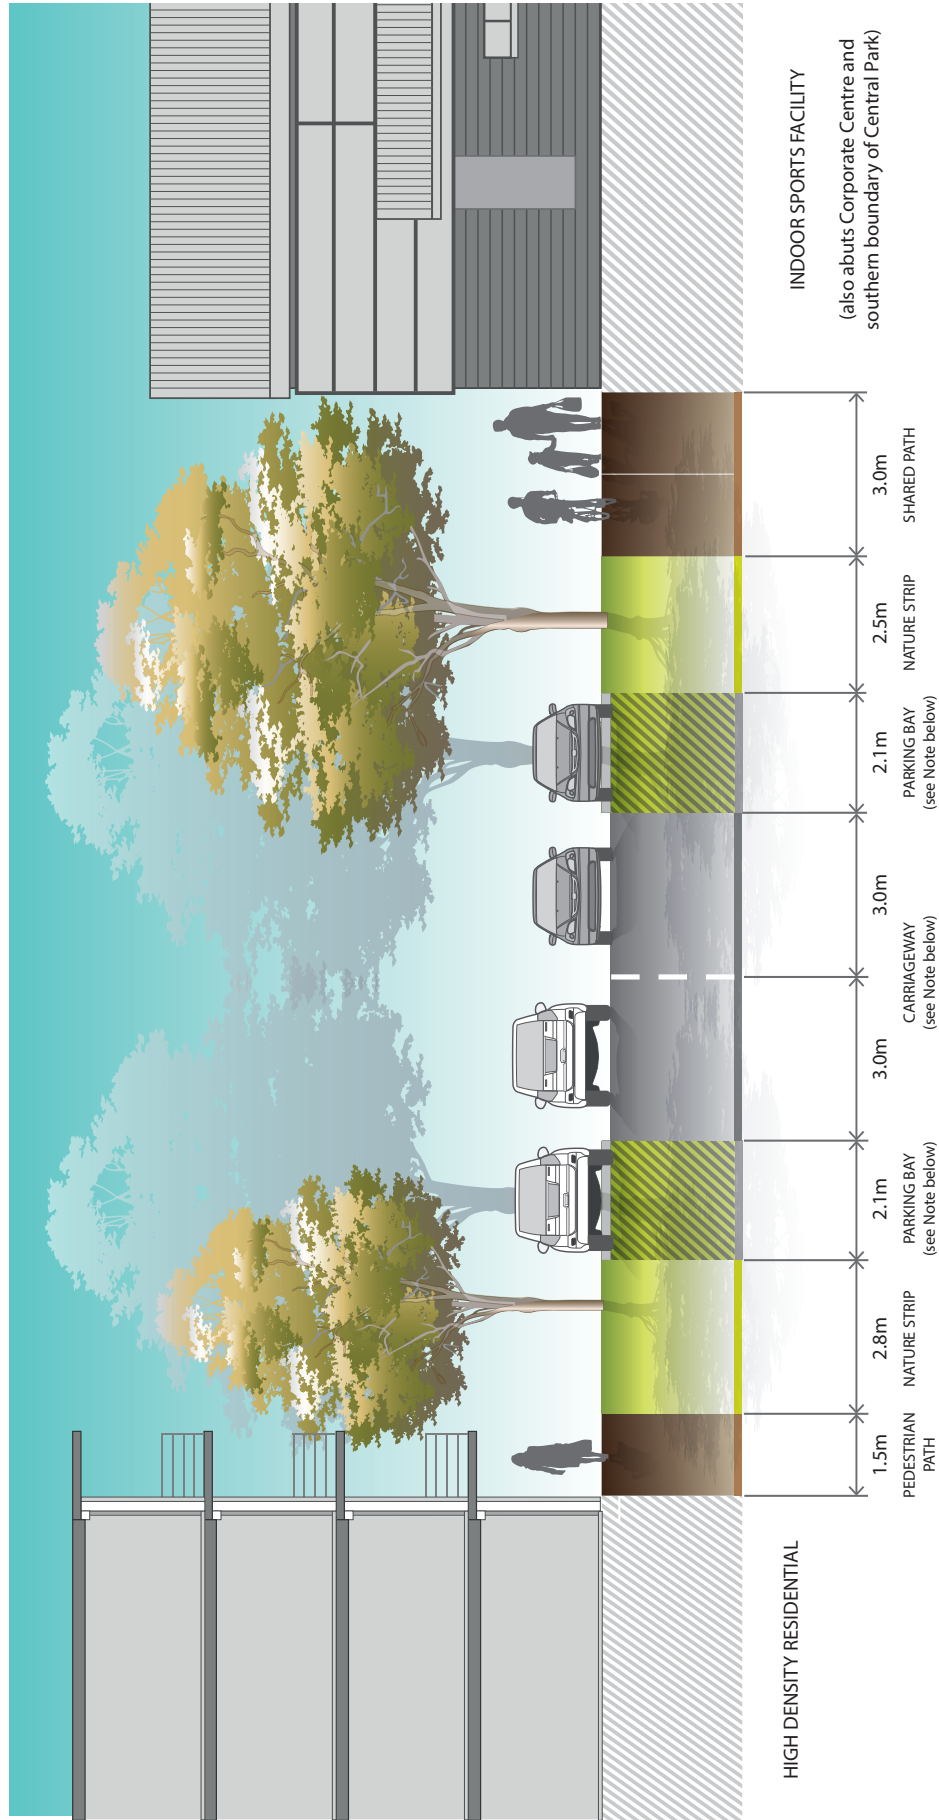 HIGH DENSITY RESIDENTIAL
1.5m
PEDESTRIAN
PATH
2.8m
NATURE STRIP
2.1m
PARKING BAY
(see Note below)
3.0m
3.0m
CARRIAGEWAY
(see Note below)
2.1m
PARKING BAY
(see Note below)
2.5m
NATURE STRIP
3.0m
SHARED PATH
INDOOR SPORTS FACILITY
(also abuts Corporate Centre and
southern boundary of Central Park)